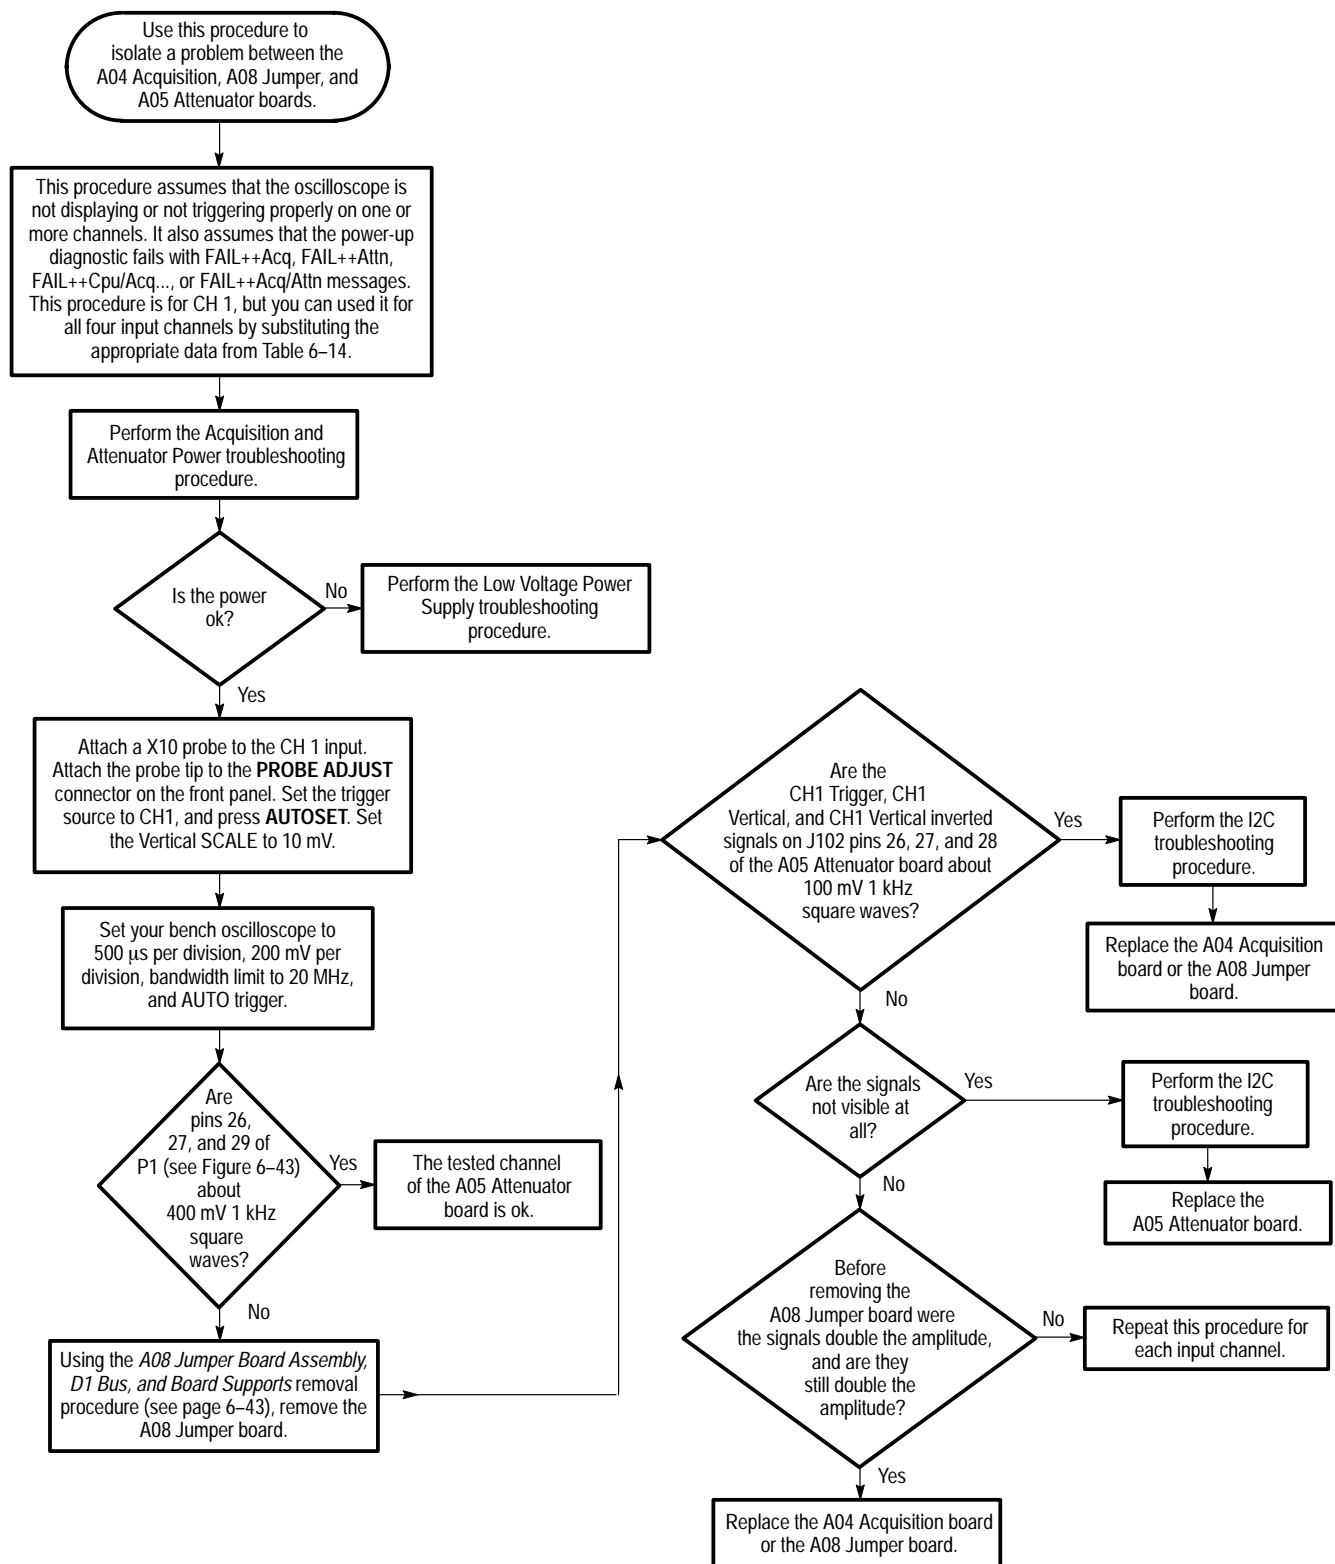 Use this procedure to
isolate a problem between the
A04 Acquisition, A08 Jumper, and
A05 Attenuator boards.
This procedure assumes that the oscilloscope is
not displaying or not triggering properly on one or
more channels. It also assumes that the power-up
diagnostic fails with FAIL++Acq, FAIL++Attn,
FAIL++Cpu/Acq..., or FAIL++Acq/Attn messages.
This procedure is for CH 1, but you can used it for
all four input channels by substituting the
appropriate data from Table 6–14.
Perform the Acquisition and
Attenuator Power troubleshooting
procedure.
Is the power
ok?
No
Perform the Low Voltage Power
Supply troubleshooting
procedure.
Yes
Attach a X10 probe to the CH 1 input.
Attach the probe tip to the PROBE ADJUST
connector on the front panel. Set the trigger
source to CH1, and press AUTOSET. Set
the Vertical SCALE to 10 mV.
Set your bench oscilloscope to
500 μs per division, 200 mV per
division, bandwidth limit to 20 MHz,
and AUTO trigger.
Are
pins 26,
27, and 29 of
P1 (see Figure 6–43)
about
400 mV 1 kHz
square
waves?
Yes
The tested channel
of the A05 Attenuator
board is ok.
No
Using the A08 Jumper Board Assembly,
D1 Bus, and Board Supports removal
procedure (see page 6–43), remove the
A08 Jumper board.
Are the
CH1 Trigger, CH1
Vertical, and CH1 Vertical inverted
signals on J102 pins 26, 27, and 28
of the A05 Attenuator board about
100 mV 1 kHz
square waves?
Yes
Perform the I2C
troubleshooting
procedure.
Replace the A04 Acquisition
board or the A08 Jumper
board.
No
Are the signals
not visible at
all?
Yes
Perform the I2C
troubleshooting
procedure.
Replace the
A05 Attenuator board.
No
Before
removing the
A08 Jumper board were
the signals double the amplitude,
and are they
still double the
amplitude?
No
Repeat this procedure for
each input channel.
Yes
Replace the A04 Acquisition board
or the A08 Jumper board.